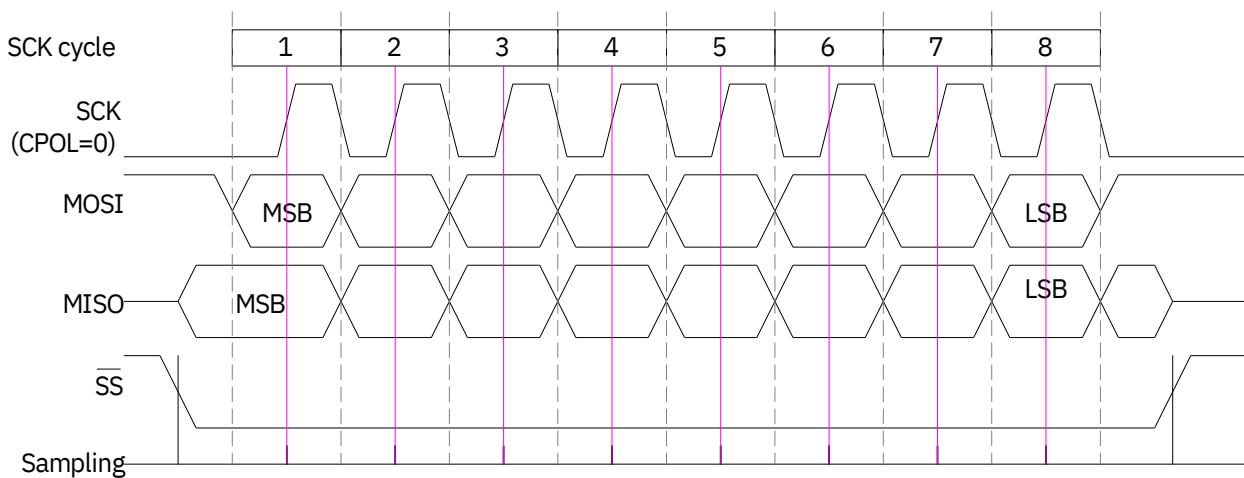 SCK cycle 1 2 3 4 5 6 7 8
SCK
(CPOL=0)
MOSI MSB LSB
MISO MSB LSB
SS
Sampling